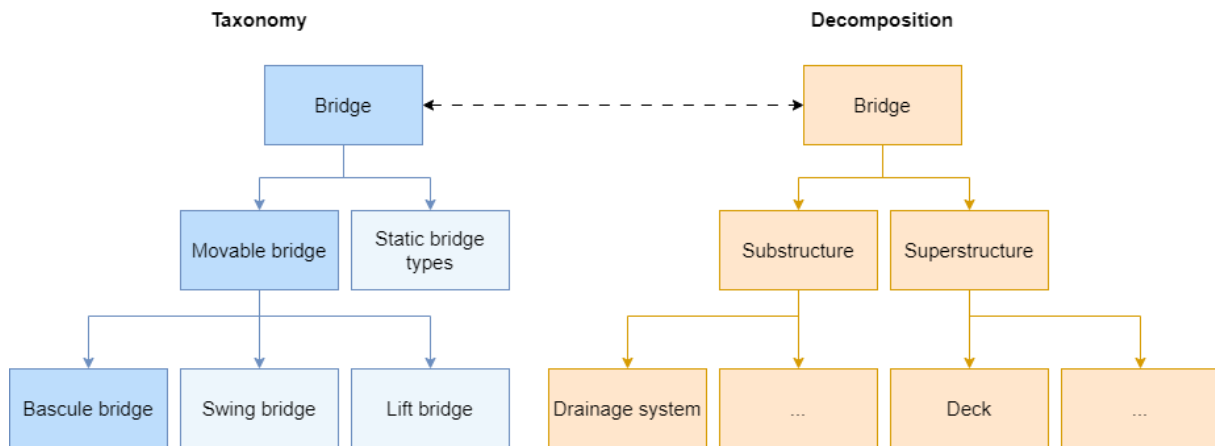 Taxonomy
Decomposition
Bridge
Bridge
Movable bridge
Static bridge
types
Substructure
Superstructure
Bascule bridge
Swing bridge
Lift bridge
Drainage system
...
Deck
...